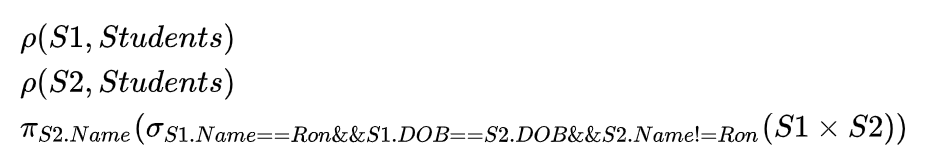 ρ(S1, Students)
ρ(S2, Students)
π_{S2.Name}(σ_{S1.Name==Ron&&S1.DOB==S2.DOB&&S2.Name!=Ron}(S1 × S2))